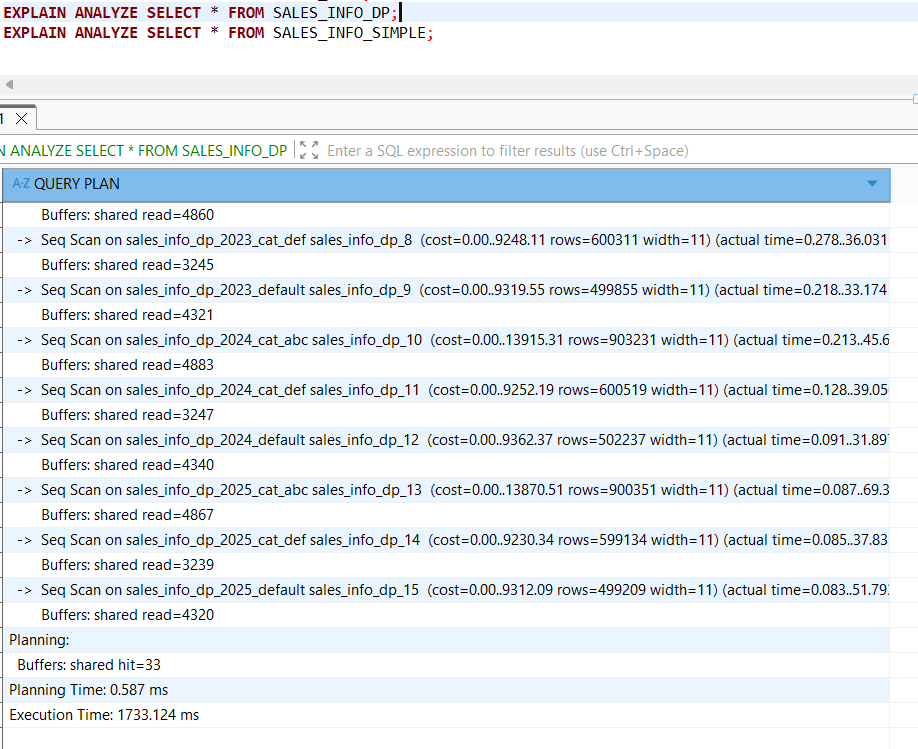 EXPLAIN ANALYZE SELECT * FROM SALES_INFO_DP;
EXPLAIN ANALYZE SELECT * FROM SALES_INFO_SIMPLE;
1
N ANALYZE SELECT * FROM SALES_INFO_DP Enter a SQL expression to filter results (use Ctrl+Space)
A-Z QUERY PLAN
Buffers: shared read=4860
-> Seq Scan on sales_info_dp_2023_cat_def sales_info_dp_8 (cost=0.00..9248.11 rows=600311 width=11) (actual time=0.278..36.031
Buffers: shared read=3245
-> Seq Scan on sales_info_dp_2023_default sales_info_dp_9 (cost=0.00..9319.55 rows=499855 width=11) (actual time=0.218..33.174
Buffers: shared read=4321
-> Seq Scan on sales_info_dp_2024_cat_abc sales_info_dp_10 (cost=0.00..13915.31 rows=903231 width=11) (actual time=0.213..45.6
Buffers: shared read=4883
-> Seq Scan on sales_info_dp_2024_cat_def sales_info_dp_11 (cost=0.00..9252.19 rows=600519 width=11) (actual time=0.128..39.05
Buffers: shared read=3247
-> Seq Scan on sales_info_dp_2024_default sales_info_dp_12 (cost=0.00..9362.37 rows=502237 width=11) (actual time=0.091..31.897
Buffers: shared read=4340
-> Seq Scan on sales_info_dp_2025_cat_abc sales_info_dp_13 (cost=0.00..13870.51 rows=900351 width=11) (actual time=0.087..69.3
Buffers: shared read=4867
-> Seq Scan on sales_info_dp_2025_cat_def sales_info_dp_14 (cost=0.00..9230.34 rows=599134 width=11) (actual time=0.085..37.83
Buffers: shared read=3239
-> Seq Scan on sales_info_dp_2025_default sales_info_dp_15 (cost=0.00..9312.09 rows=499209 width=11) (actual time=0.083..51.79
Buffers: shared read=4320
Planning:
Buffers: shared hit=33
Planning Time: 0.587 ms
Execution Time: 1733.124 ms